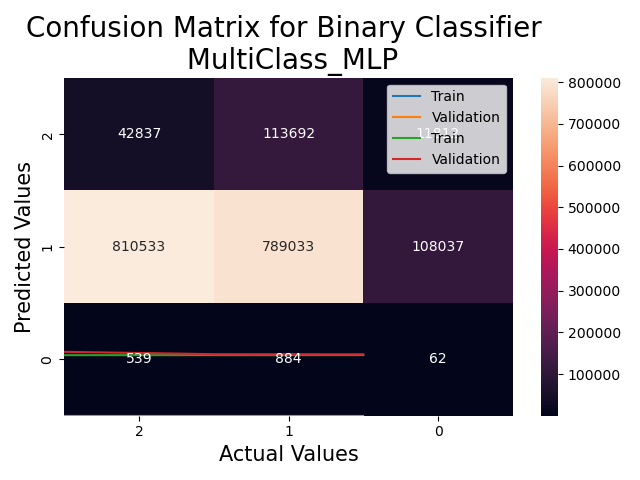 Confusion Matrix for Binary Classifier
MultiClass_MLP
Train
Validation
Train
Validation
2
42837
113692
1
810533
789033
108037
0
539
884
62
2
1
0
Predicted Values
Actual Values
800000
700000
600000
500000
400000
300000
200000
100000